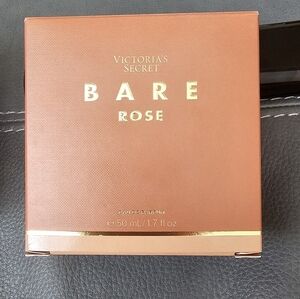 VICTORIA'S
SECRET
BARE
ROSE
e 50 mL / 1.7 fl oz